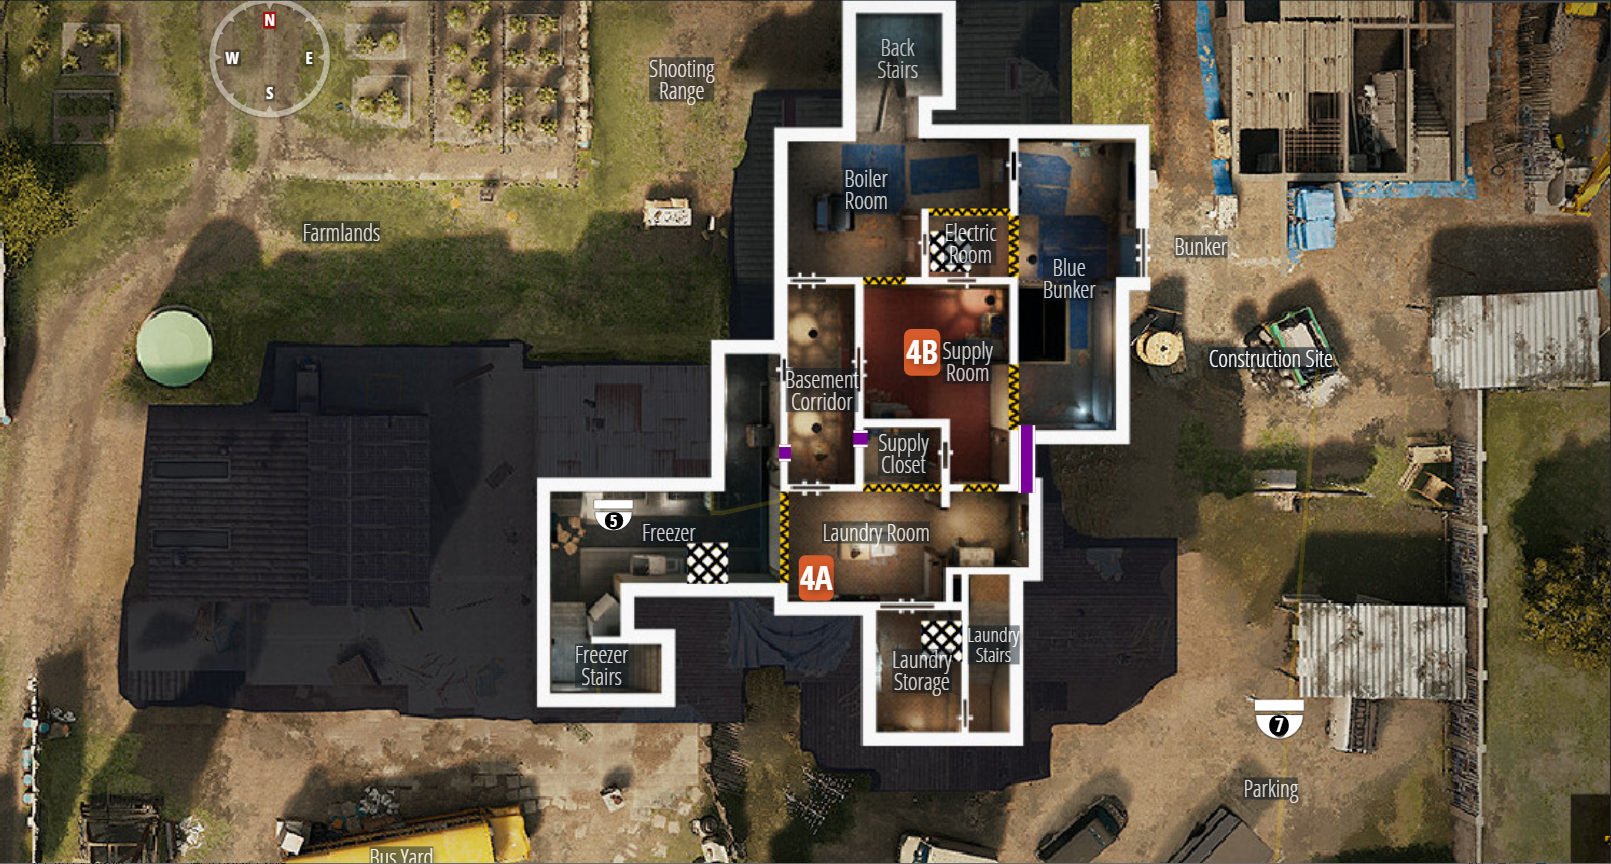 N
W
E
S
Back
Stairs
Shooting
Range
Boiler
Room
Farmlands
Electric
Room
Bunker
Blue
Bunker
4B
Supply
Room
Construction Site
Basement
Corridor
Supply
Closet
5
Freezer
Laundry Room
4A
Laundry
Stairs
Freezer
Stairs
Laundry
Storage
7
Parking
Bus Yard